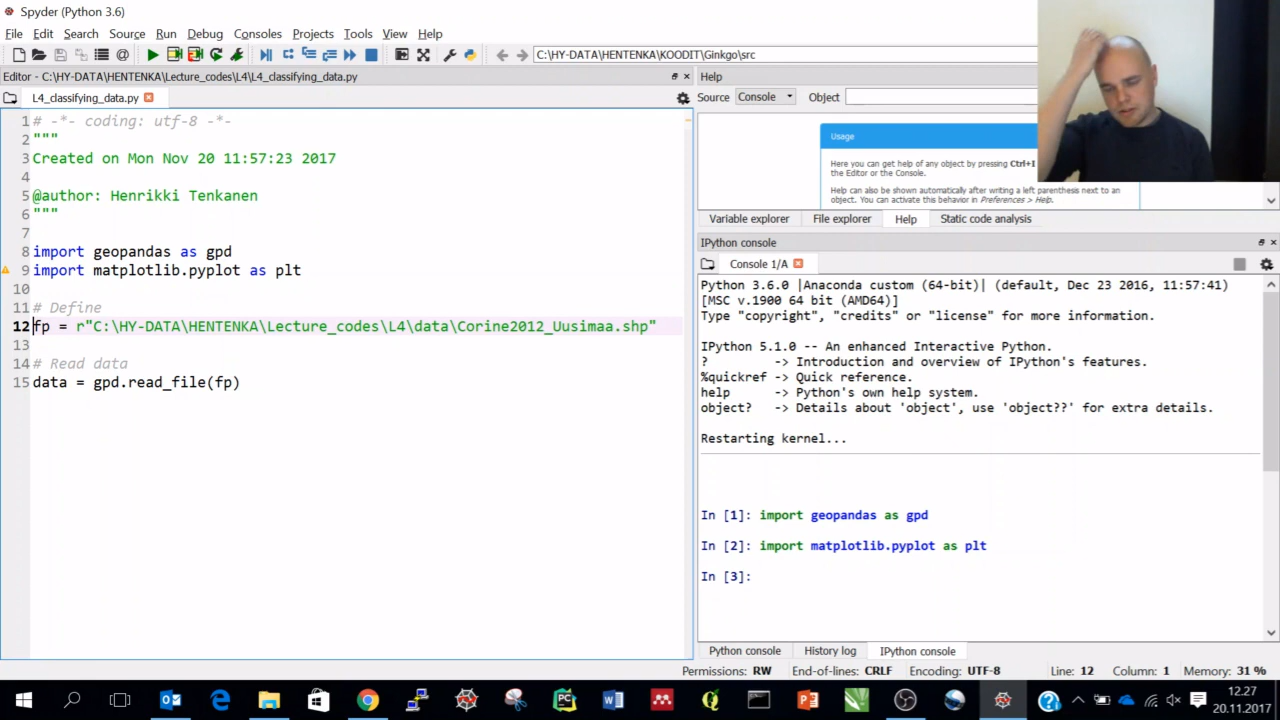 Spyder (Python 3.6)
File Edit Search Source Run Debug Consoles Projects Tools View Help
C:\HY-DATA\HENTENKA\KOODIT\Ginkgo\src
Editor - C:\HY-DATA\HENTENKA\Lecture_codes\L4\L4_classifying_data.py
Help
L4_classifying_data.py
Source Console Object
1 # -*- coding: utf-8 -*-
2 """
3 Created on Mon Nov 20 11:57:23 2017
4
5 @author: Henrikki Tenkanen
6 """
7
8 import geopandas as gpd
9 import matplotlib.pyplot as plt
10
11 # Define
12 fp = r"C:\HY-DATA\HENTENKA\Lecture_codes\L4\data\Corine2012_Uusimaa.shp"
13
14 # Read data
15 data = gpd.read_file(fp)
Usage
Here you can get help of any object by pressing Ctrl+I
the Editor or the Console.
Help can also be shown automatically after writing a left parenthesis next to an
object. You can activate this behavior in Preferences > Help.
Variable explorer File explorer Help Static code analysis
IPython console
Console 1/A
Python 3.6.0 |Anaconda custom (64-bit)| (default, Dec 23 2016, 11:57:41)
[MSC v.1900 64 bit (AMD64)]
Type "copyright", "credits" or "license" for more information.
IPython 5.1.0 -- An enhanced Interactive Python.
? -> Introduction and overview of IPython's features.
%quickref -> Quick reference.
help -> Python's own help system.
object? -> Details about 'object', use 'object??' for extra details.
Restarting kernel...
In [1]: import geopandas as gpd
In [2]: import matplotlib.pyplot as plt
In [3]:
Python console History log IPython console
Permissions: RW End-of-lines: CRLF Encoding: UTF-8 Line: 12 Column: 1 Memory: 31 %
12.27
20.11.2017